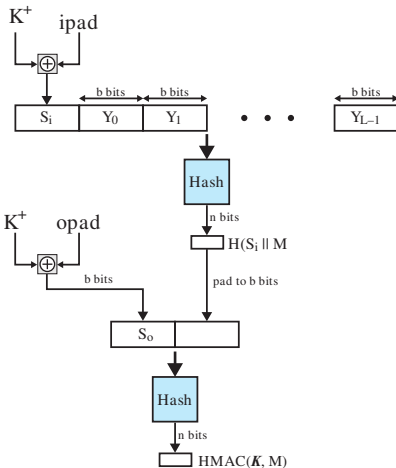 K+ ipad
b bits b bits b bits
Si Y0 Y1 • • • YL–1
Hash
n bits
H(Si || M
K+ opad
b bits
pad to b bits
So
Hash
n bits
HMAC(K, M)